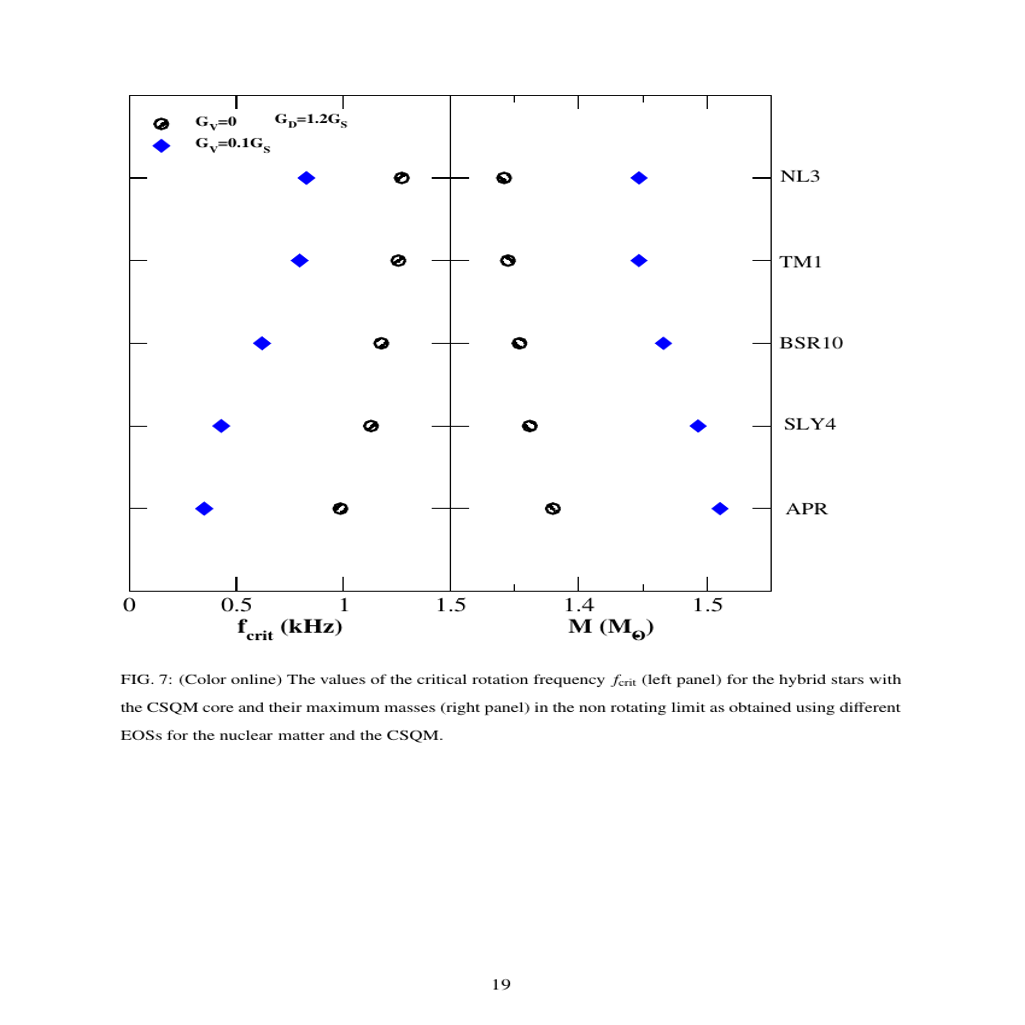 G_V=0 G_D=1.2G_S
G_V=0.1G_S
NL3
TM1
BSR10
SLY4
APR
0 0.5 1 1.5 1.4 1.5
f_crit (kHz) M (M_Θ)
FIG. 7: (Color online) The values of the critical rotation frequency f_crit (left panel) for the hybrid stars with
the CSQM core and their maximum masses (right panel) in the non rotating limit as obtained using different
EOSs for the nuclear matter and the CSQM.
19